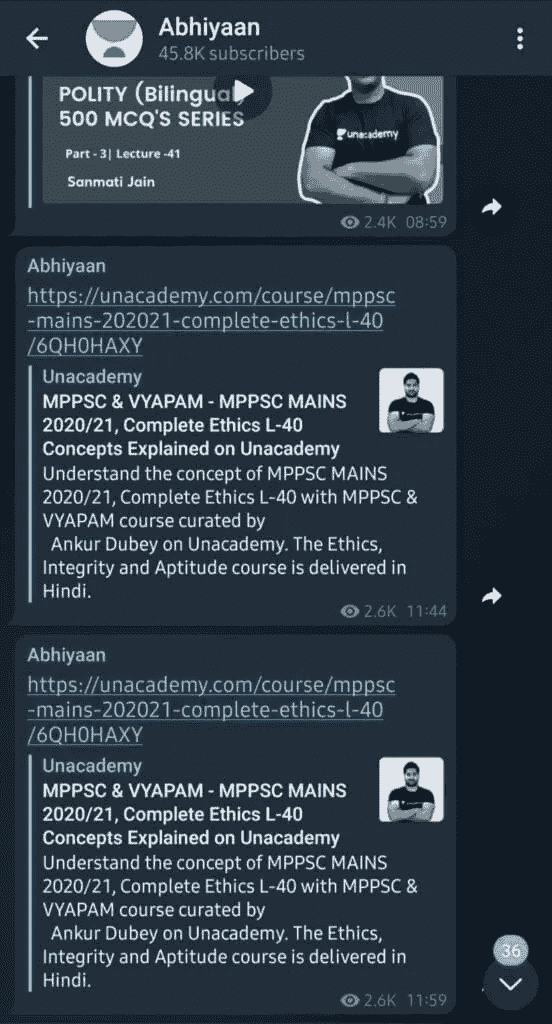 Abhiyaan
45.8K subscribers
POLITY (Bilingual)
500 MCQ'S SERIES
unacademy
Part - 3| Lecture -41
Sanmati Jain
2.4K 08:59
Abhiyaan
https://unacademy.com/course/mppsc
-mains-202021-complete-ethics-l-40
/6QH0HAXY
Unacademy
MPPSC & VYAPAM - MPPSC MAINS
2020/21, Complete Ethics L-40
Concepts Explained on Unacademy
Understand the concept of MPPSC MAINS
2020/21, Complete Ethics L-40 with MPPSC &
VYAPAM course curated by
Ankur Dubey on Unacademy. The Ethics,
Integrity and Aptitude course is delivered in
Hindi.
2.6K 11:44
Abhiyaan
https://unacademy.com/course/mppsc
-mains-202021-complete-ethics-l-40
/6QH0HAXY
Unacademy
MPPSC & VYAPAM - MPPSC MAINS
2020/21, Complete Ethics L-40
Concepts Explained on Unacademy
Understand the concept of MPPSC MAINS
2020/21, Complete Ethics L-40 with MPPSC &
VYAPAM course curated by
Ankur Dubey on Unacademy. The Ethics,
Integrity and Aptitude course is delivered in
Hindi.
36
2.6K 11:59